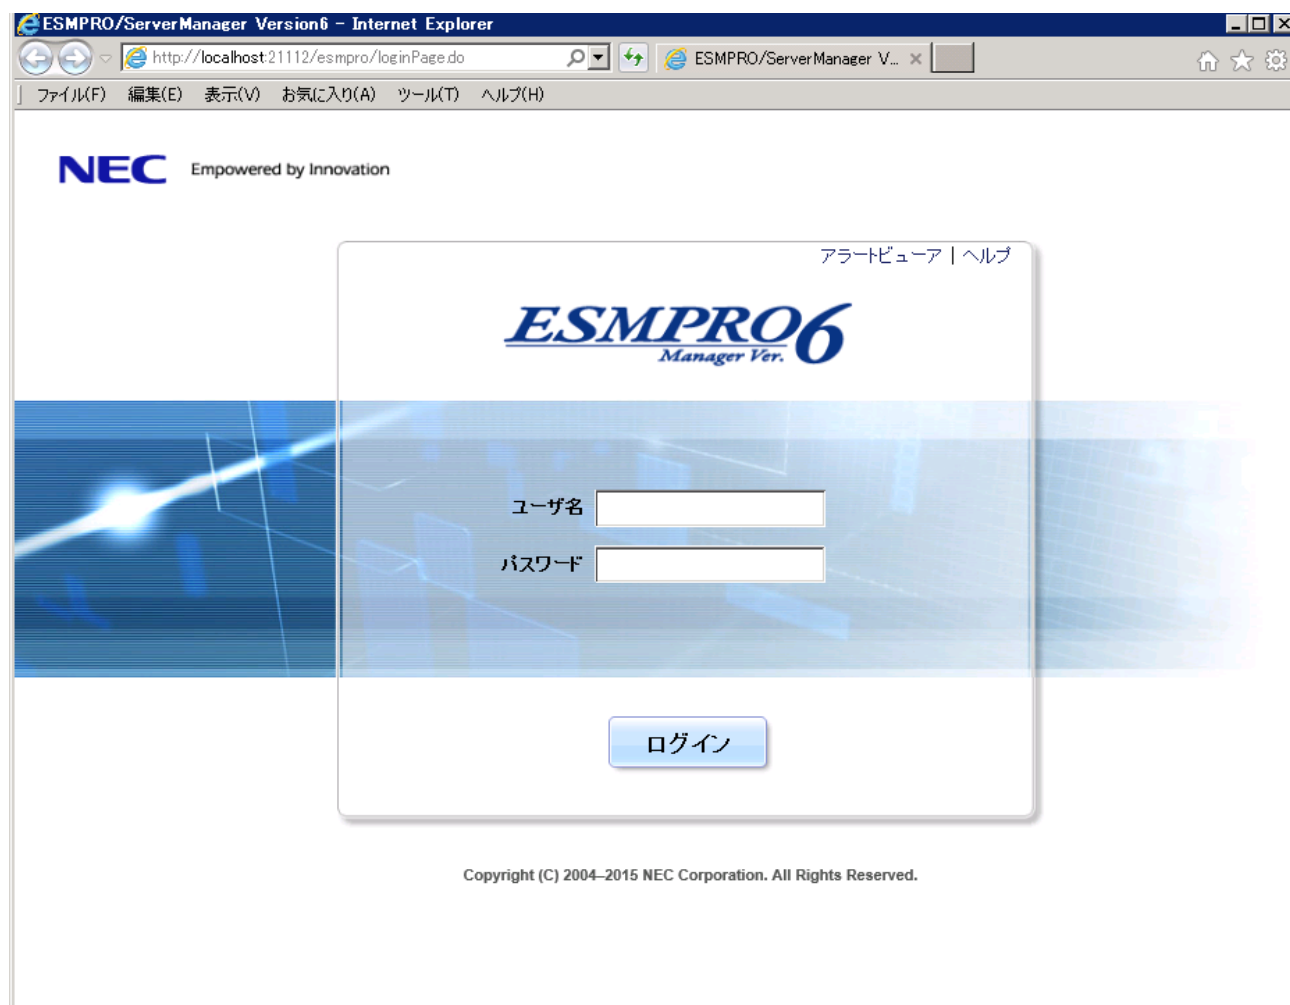 ESMPRO/ServerManager Version6 - Internet Explorer
http://localhost:21112/esmpro/loginPage.do
ESMPRO/ServerManager V...
ファイル(F) 編集(E) 表示(V) お気に入り(A) ツール(T) ヘルプ(H)
NEC Empowered by Innovation
アラートビューア | ヘルプ
ESMPRO6
Manager Ver.
ユーザ名
パスワード
ログイン
Copyright (C) 2004–2015 NEC Corporation. All Rights Reserved.